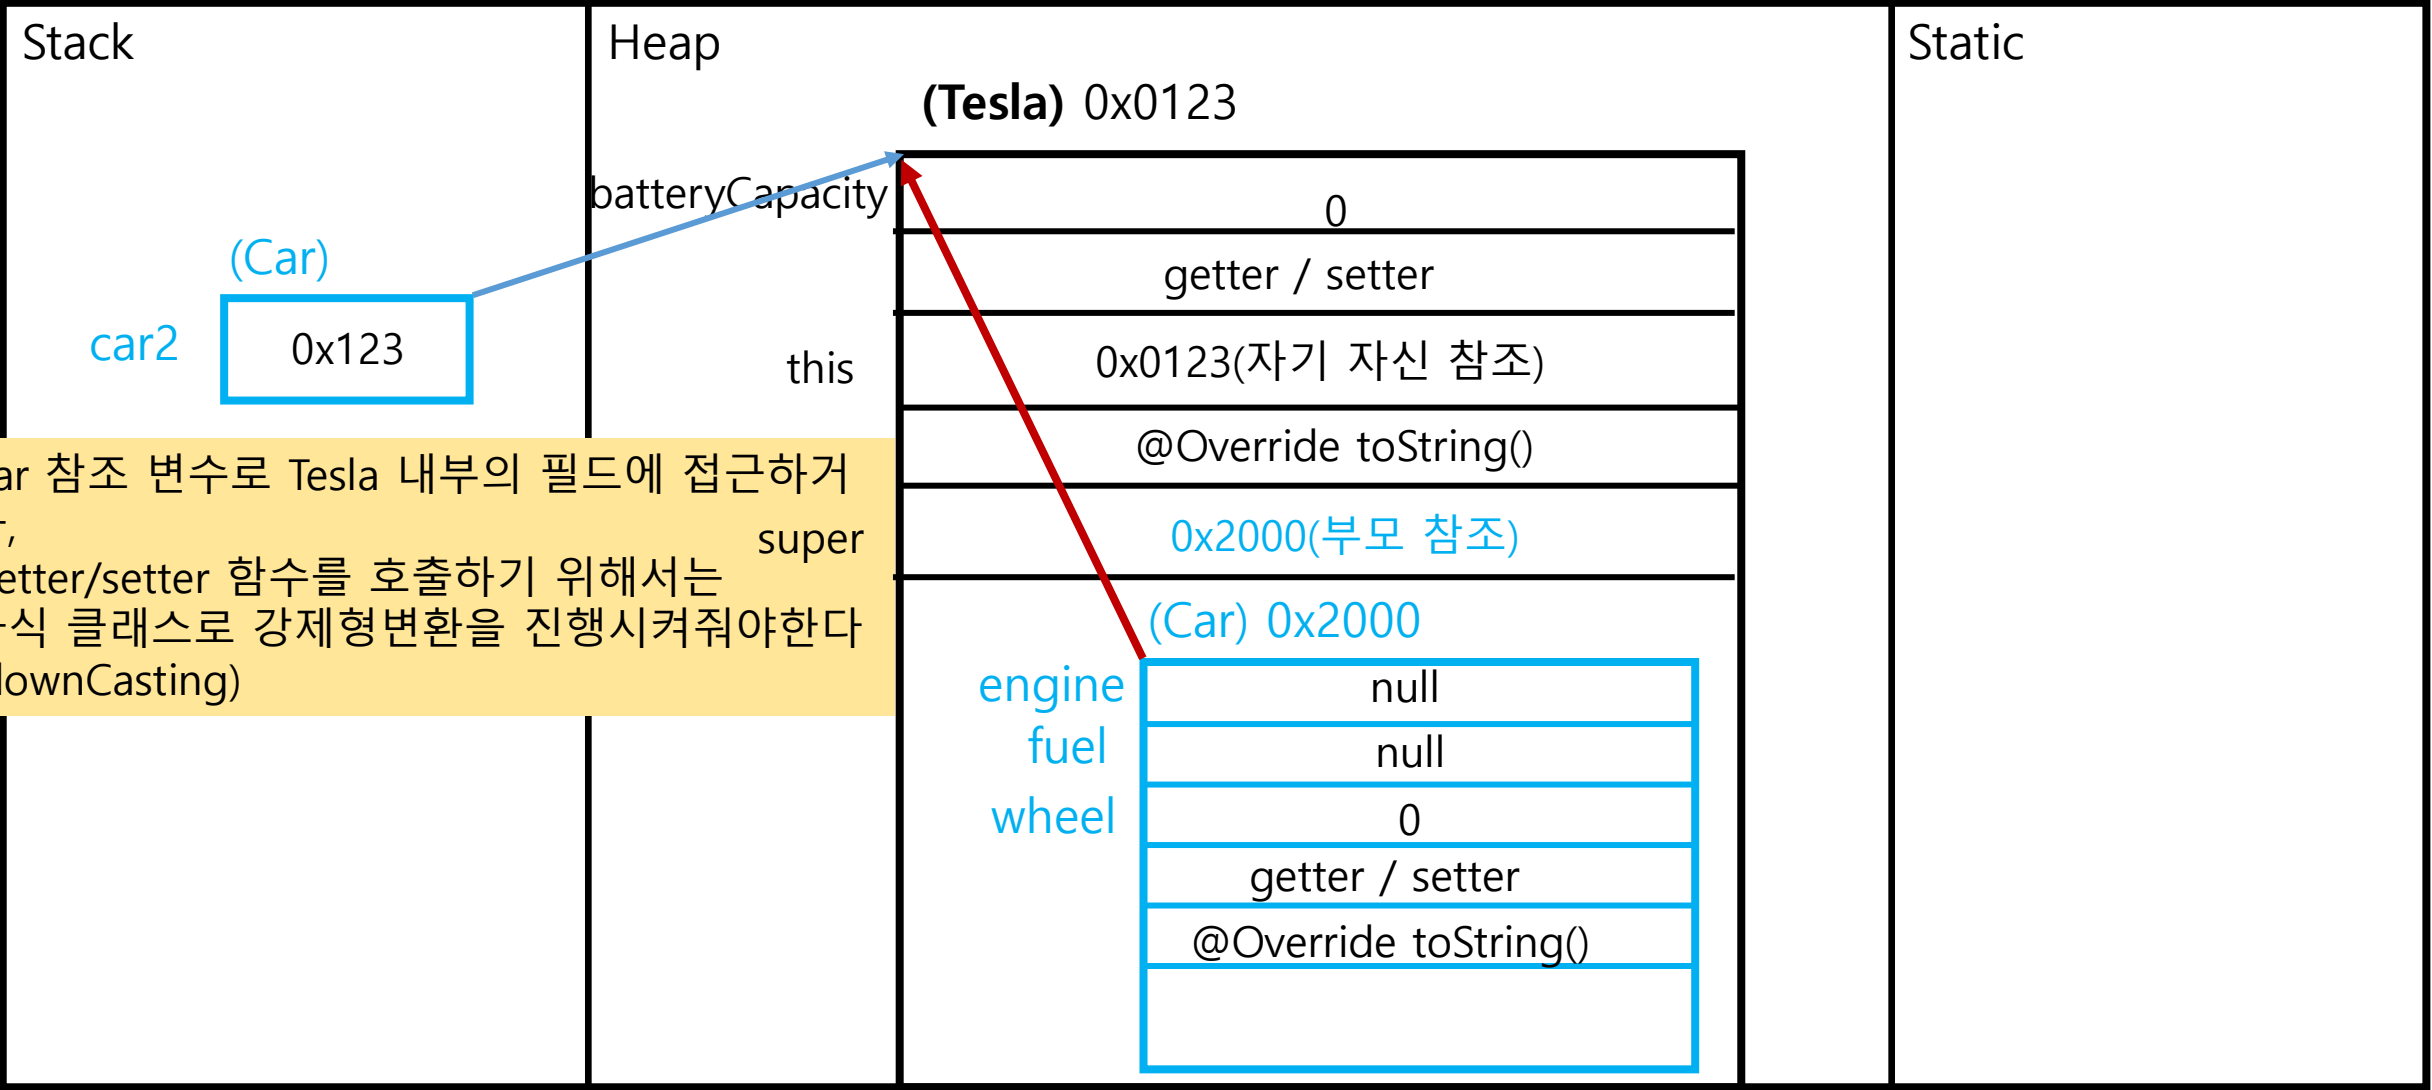 Stack
Heap
Static
(Tesla) 0x0123
batteryCapacity
0
getter / setter
(Car)
car2
0x123
this
0x0123(자기 자신 참조)
@Override toString()
ar 참조 변수로 Tesla 내부의 필드에 접근하거
,
etter/setter 함수를 호출하기 위해서는
식 클래스로 강제형변환을 진행시켜줘야한다
ownCasting)
super
0x2000(부모 참조)
(Car) 0x2000
engine
null
fuel
null
wheel
0
getter / setter
@Override toString()